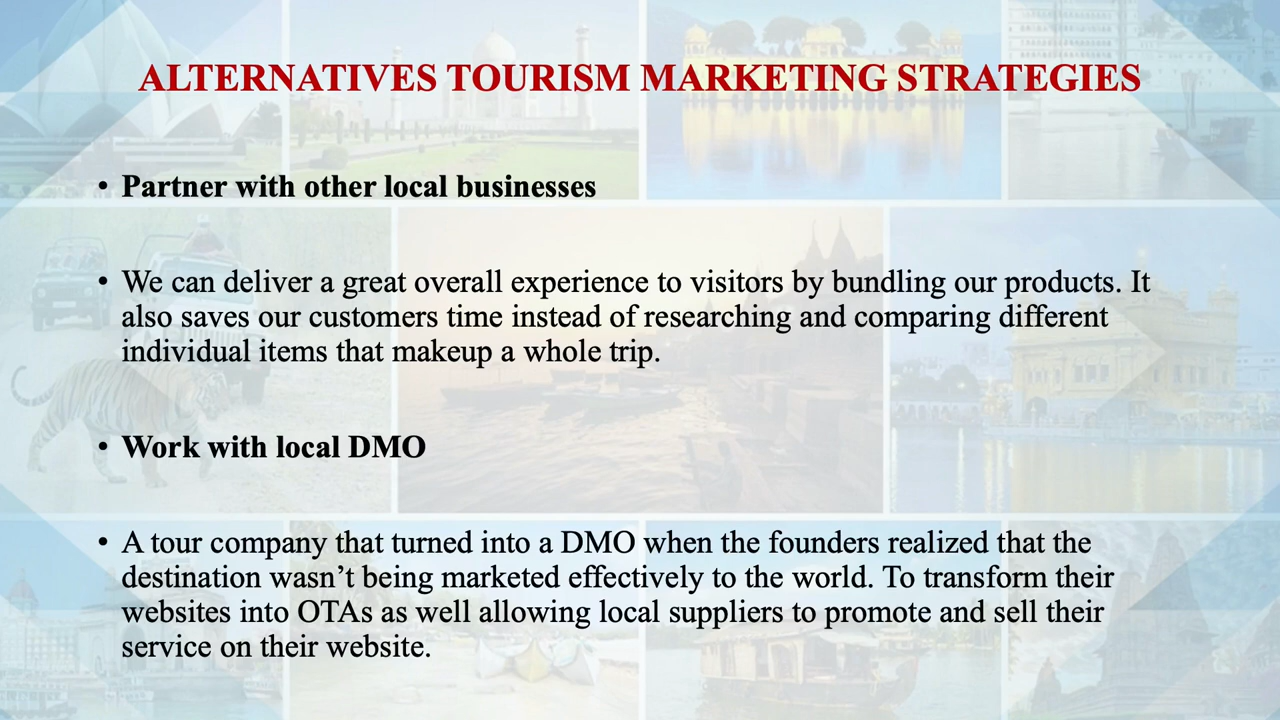 ALTERNATIVES TOURISM MARKETING STRATEGIES
• Partner with other local businesses
• We can deliver a great overall experience to visitors by bundling our products. It
also saves our customers time instead of researching and comparing different
individual items that makeup a whole trip.
• Work with local DMO
• A tour company that turned into a DMO when the founders realized that the
destination wasn’t being marketed effectively to the world. To transform their
websites into OTAs as well allowing local suppliers to promote and sell their
service on their website.